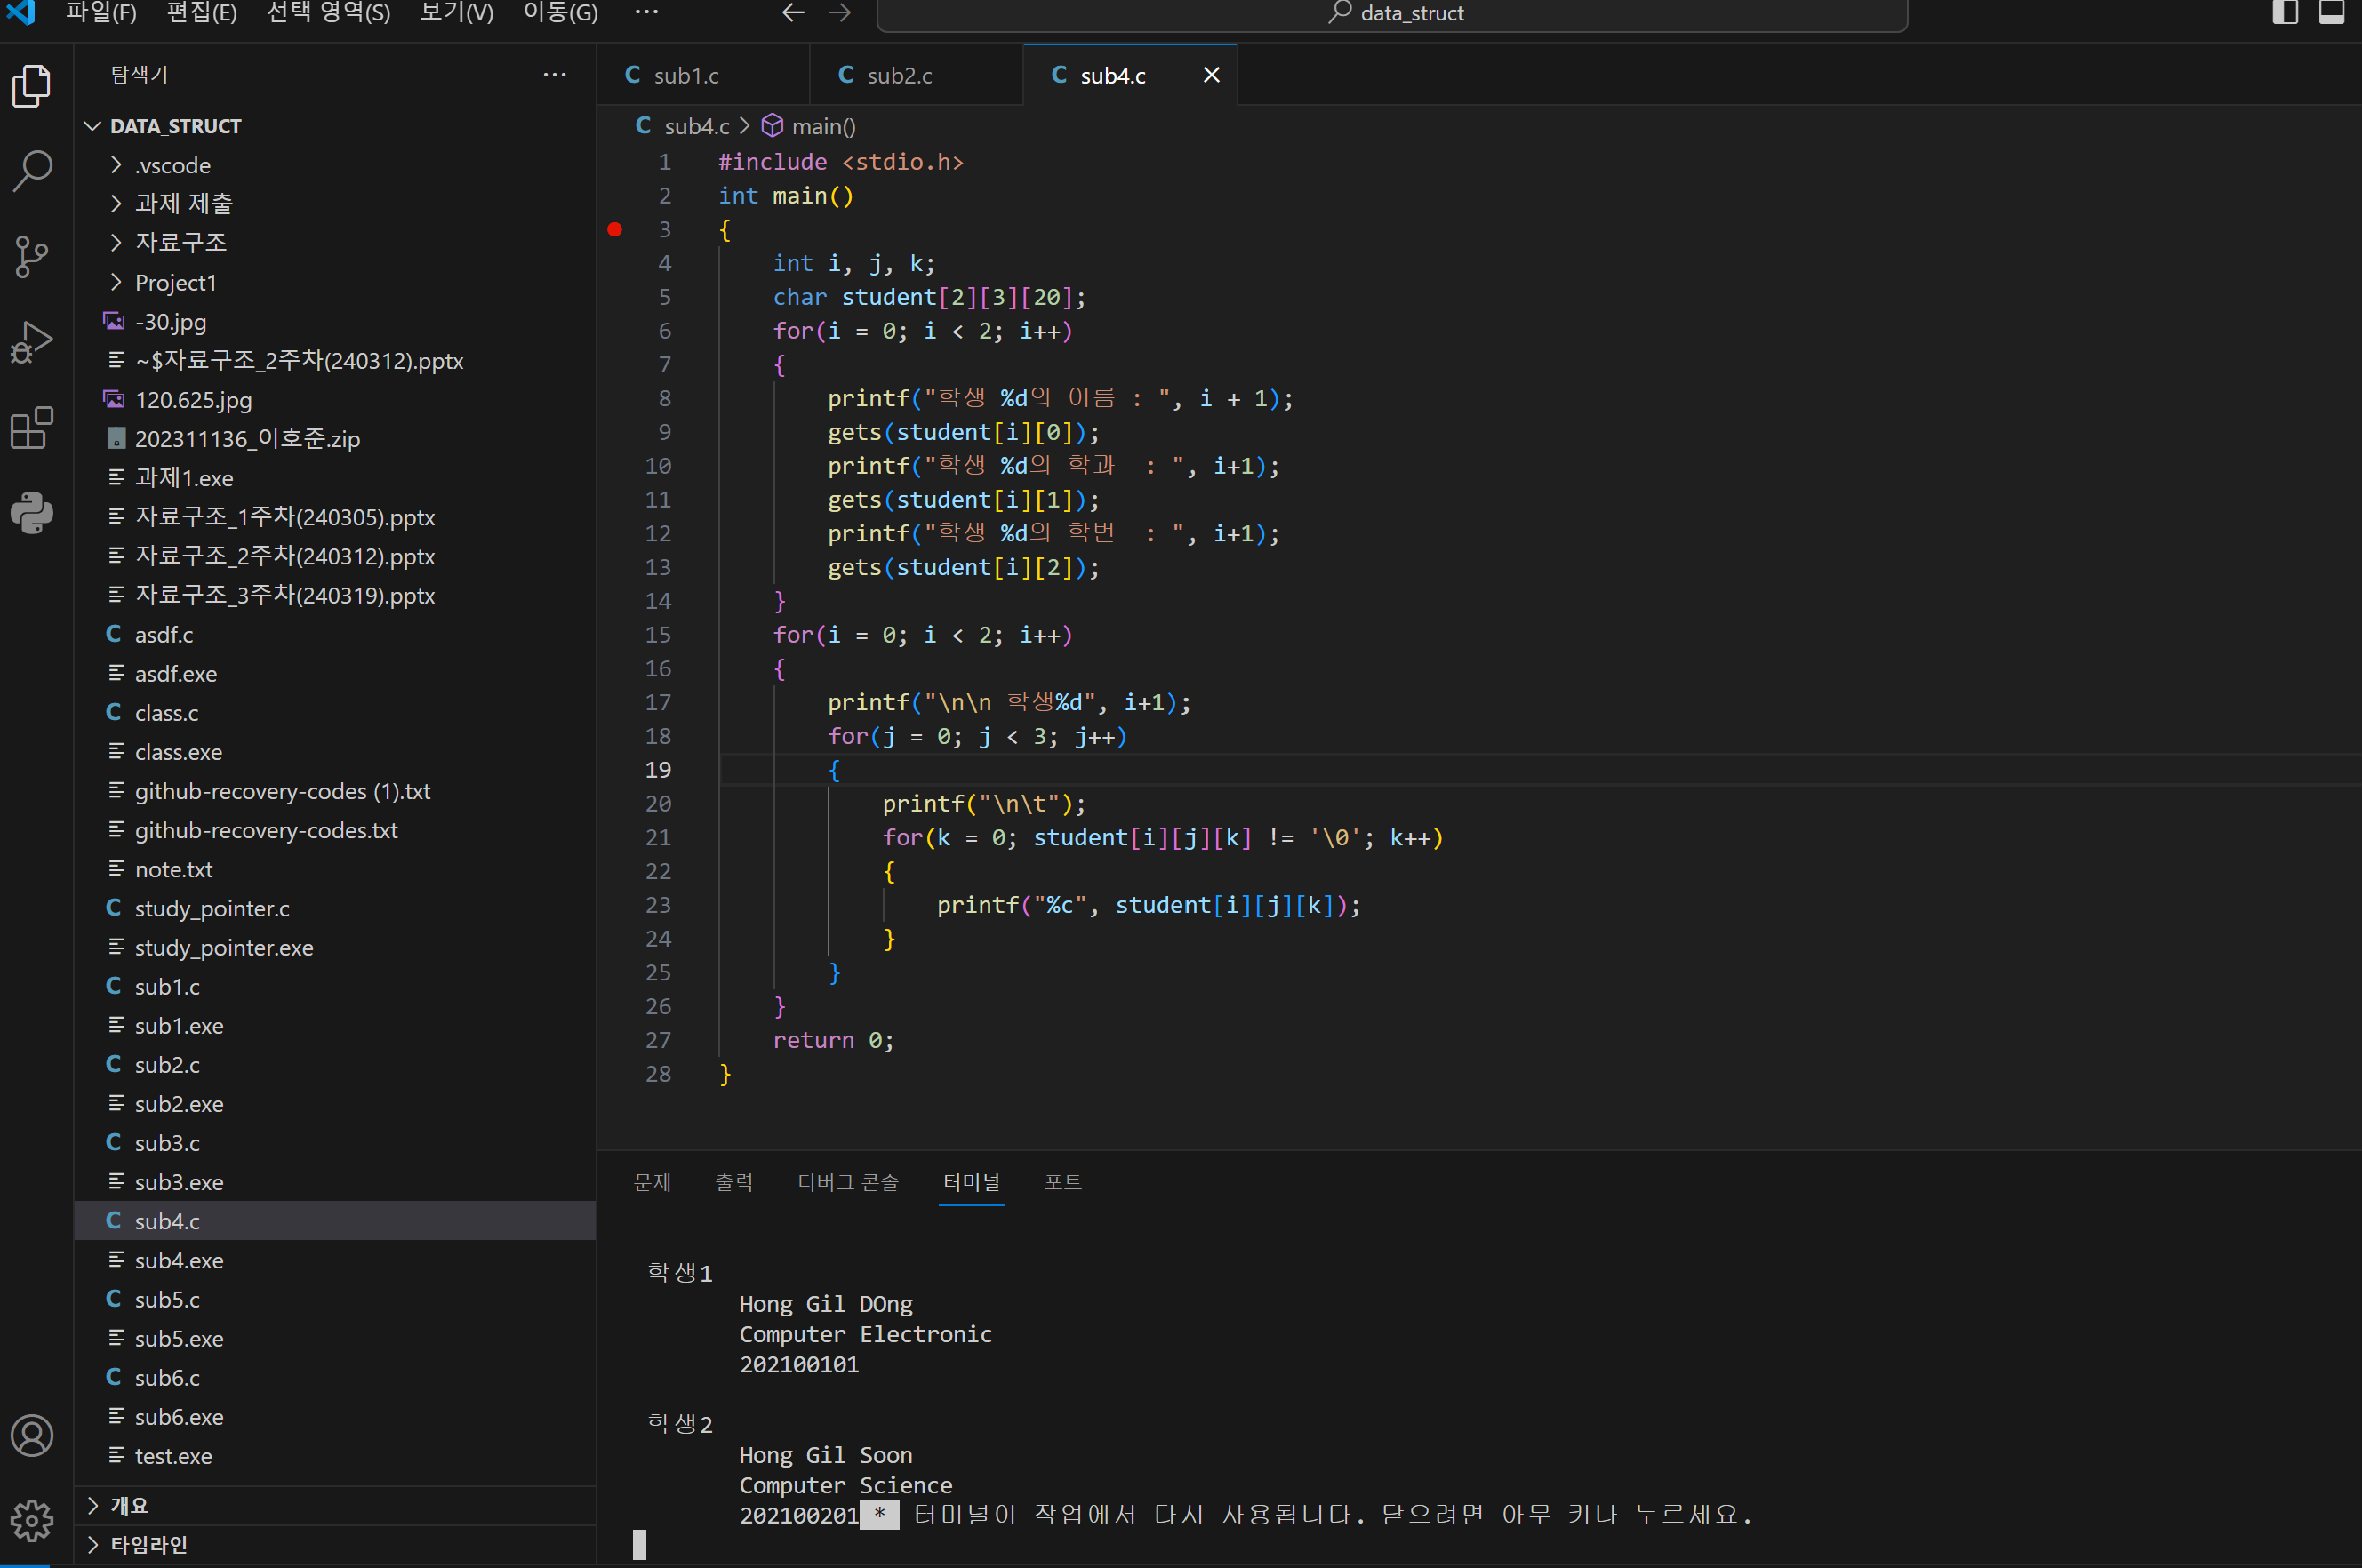 파일(F) 편집(E) 선택 영역(S) 보기(V) 이동(G) ··· data_struct
탐색기 ···
DATA_STRUCT
.vscode
과제 제출
자료구조
Project1
-30.jpg
~$자료구조_2주차(240312).pptx
120.625.jpg
202311136_이호준.zip
과제1.exe
자료구조_1주차(240305).pptx
자료구조_2주차(240312).pptx
자료구조_3주차(240319).pptx
C asdf.c
asdf.exe
C class.c
class.exe
github-recovery-codes (1).txt
github-recovery-codes.txt
note.txt
C study_pointer.c
study_pointer.exe
C sub1.c
sub1.exe
C sub2.c
sub2.exe
C sub3.c
sub3.exe
C sub4.c
sub4.exe
C sub5.c
sub5.exe
C sub6.c
sub6.exe
test.exe
개요
타임라인
C sub1.c C sub2.c C sub4.c
C sub4.c > main()
1 #include <stdio.h>
2 int main()
3 {
4 int i, j, k;
5 char student[2][3][20];
6 for(i = 0; i < 2; i++)
7 {
8 printf("학생 %d의 이름 : ", i + 1);
9 gets(student[i][0]);
10 printf("학생 %d의 학과  : ", i+1);
11 gets(student[i][1]);
12 printf("학생 %d의 학번  : ", i+1);
13 gets(student[i][2]);
14 }
15 for(i = 0; i < 2; i++)
16 {
17 printf("\n\n 학생%d", i+1);
18 for(j = 0; j < 3; j++)
19 {
20 printf("\n\t");
21 for(k = 0; student[i][j][k] != '\0'; k++)
22 {
23 printf("%c", student[i][j][k]);
24 }
25 }
26 }
27 return 0;
28 }
문제 출력 디버그 콘솔 터미널 포트
학생1
Hong Gil DOng
Computer Electronic
202100101
학생2
Hong Gil Soon
Computer Science
202100201 * 터미널이 작업에서 다시 사용됩니다. 닫으려면 아무 키나 누르세요.